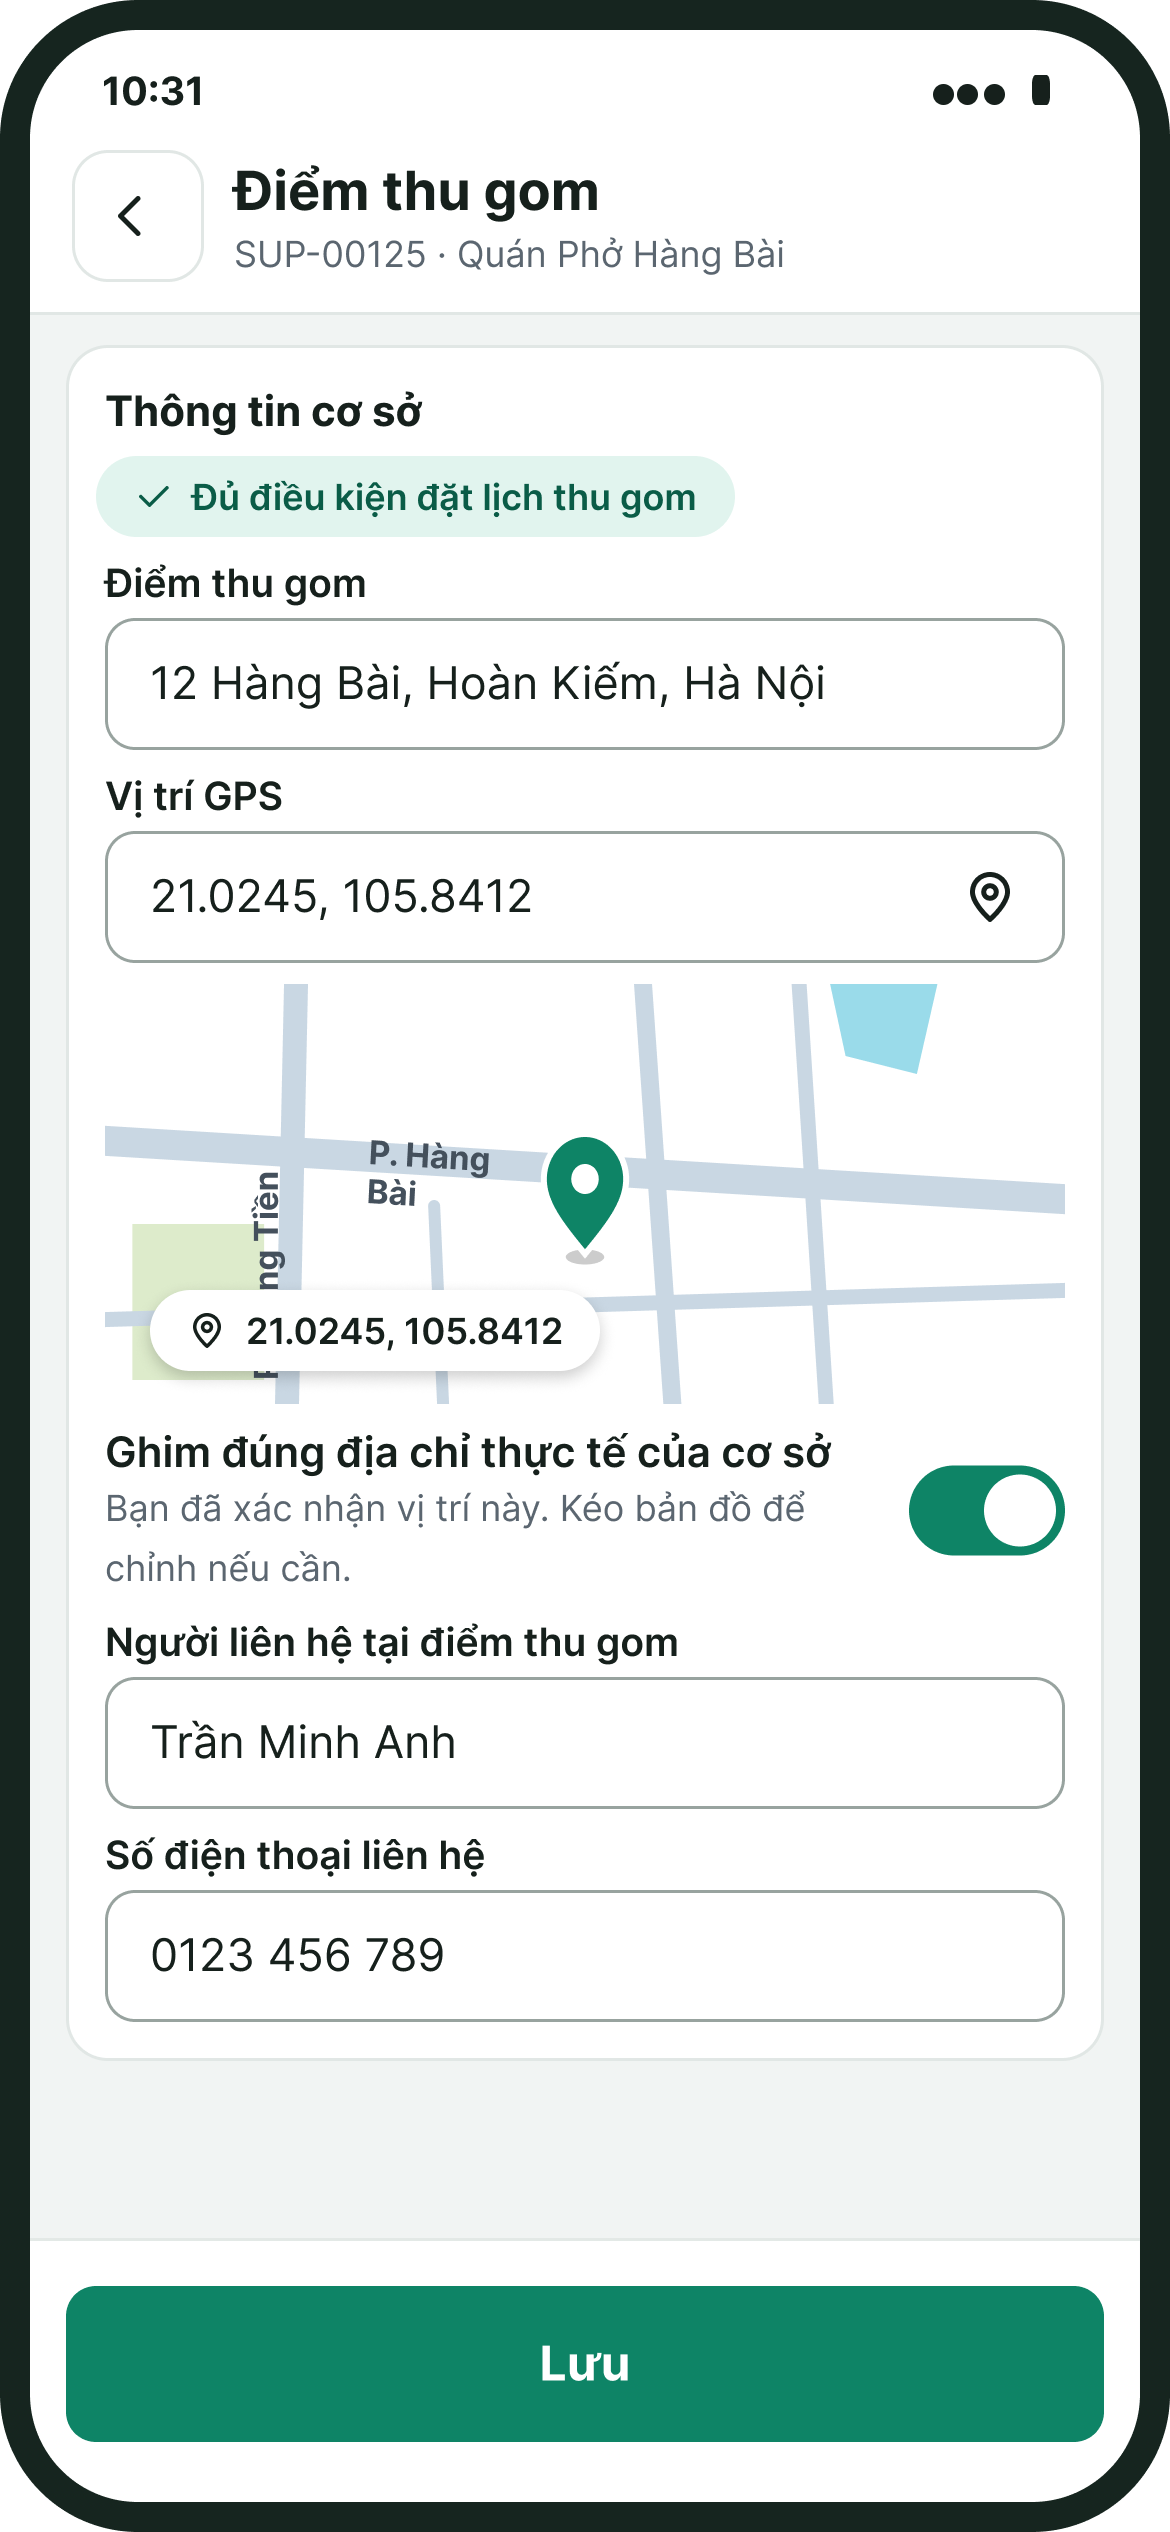 10:31
Điểm thu gom
SUP-00125 · Quán Phở Hàng Bài
Thông tin cơ sở
Đủ điều kiện đặt lịch thu gom
Điểm thu gom
12 Hàng Bài, Hoàn Kiếm, Hà Nội
Vị trí GPS
21.0245, 105.8412
P. Hàng
Bài
Tiền
21.0245, 105.8412
Ghim đúng địa chỉ thực tế của cơ sở
Bạn đã xác nhận vị trí này. Kéo bản đồ để
chỉnh nếu cần.
Người liên hệ tại điểm thu gom
Trần Minh Anh
Số điện thoại liên hệ
0123 456 789
Lưu